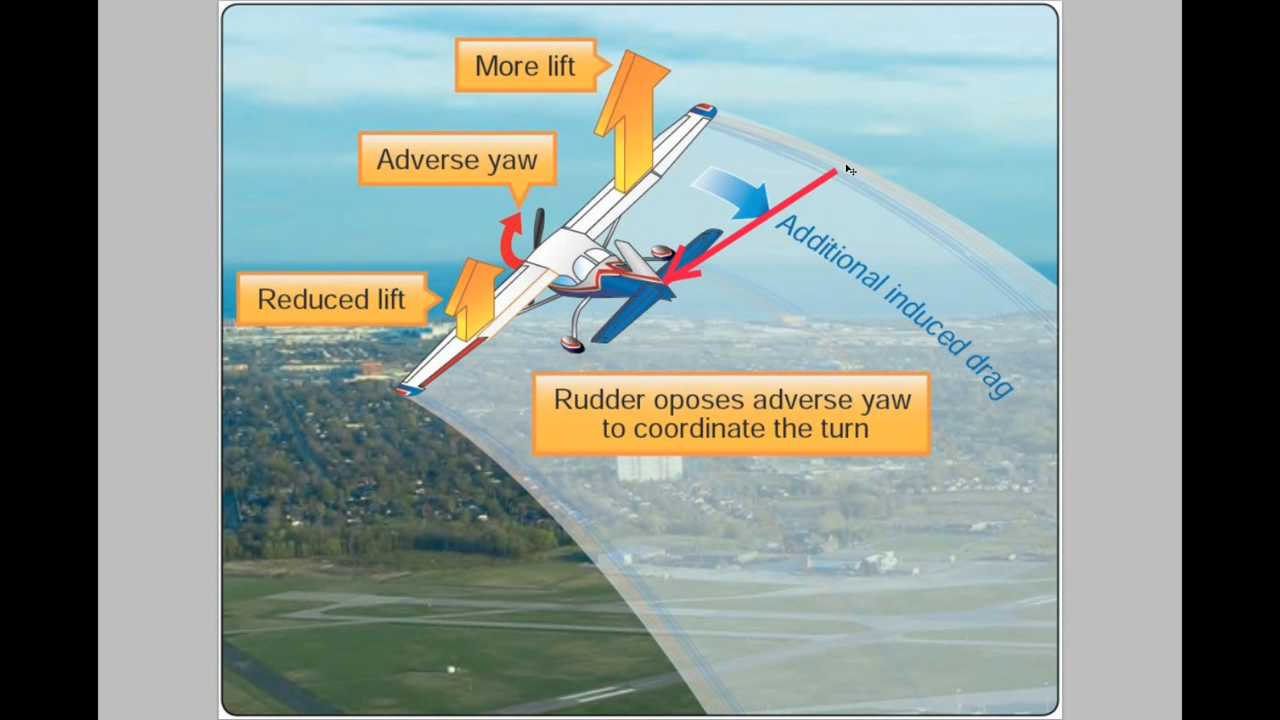 More lift
Adverse yaw
Reduced lift
Additional induced drag
Rudder oposes adverse yaw
to coordinate the turn